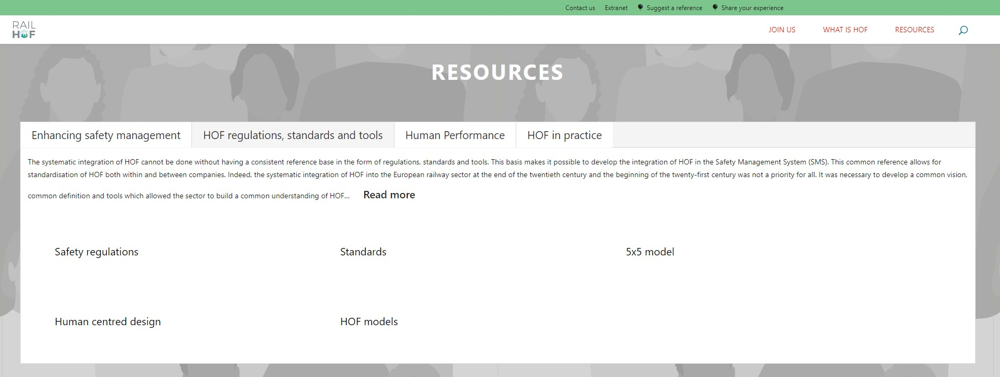 Contact us Extranet Suggest a reference Share your experience
RAIL
HOF
JOIN US WHAT IS HOF RESOURCES
RESOURCES
Enhancing safety management HOF regulations, standards and tools Human Performance HOF in practice
The systematic integration of HOF cannot be done without having a consistent reference base in the form of regulations, standards and tools. This basis makes it possible to develop the integration of HOF in the Safety Management System (SMS). This common reference allows for
standardisation of HOF both within and between companies. Indeed, the systematic integration of HOF into the European railway sector at the end of the twentieth century and the beginning of the twenty-first century was not a priority for all. It was necessary to develop a common vision,
common definition and tools which allowed the sector to build a common understanding of HOF... Read more
Safety regulations Standards 5x5 model
Human centred design HOF models